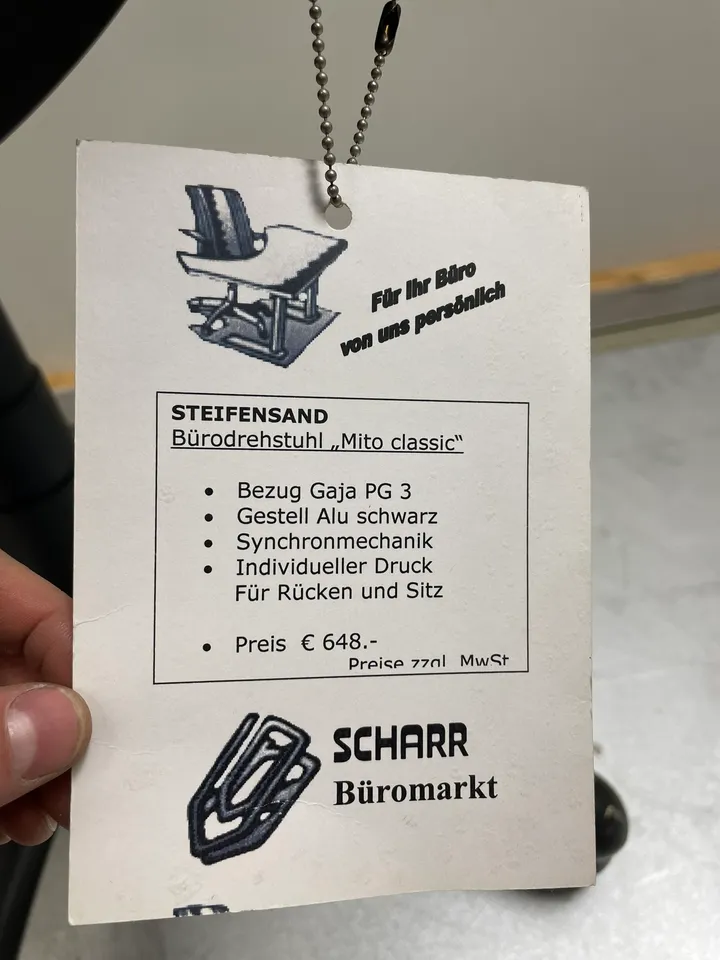 Für Ihr Büro
von uns persönlich
STEIFENSAND
Bürodrehstuhl „Mito classic“
• Bezug Gaja PG 3
• Gestell Alu schwarz
• Synchronmechanik
• Individueller Druck
Für Rücken und Sitz
• Preis € 648.-
Preise zzgl. MwSt
SCHARR
Büromarkt